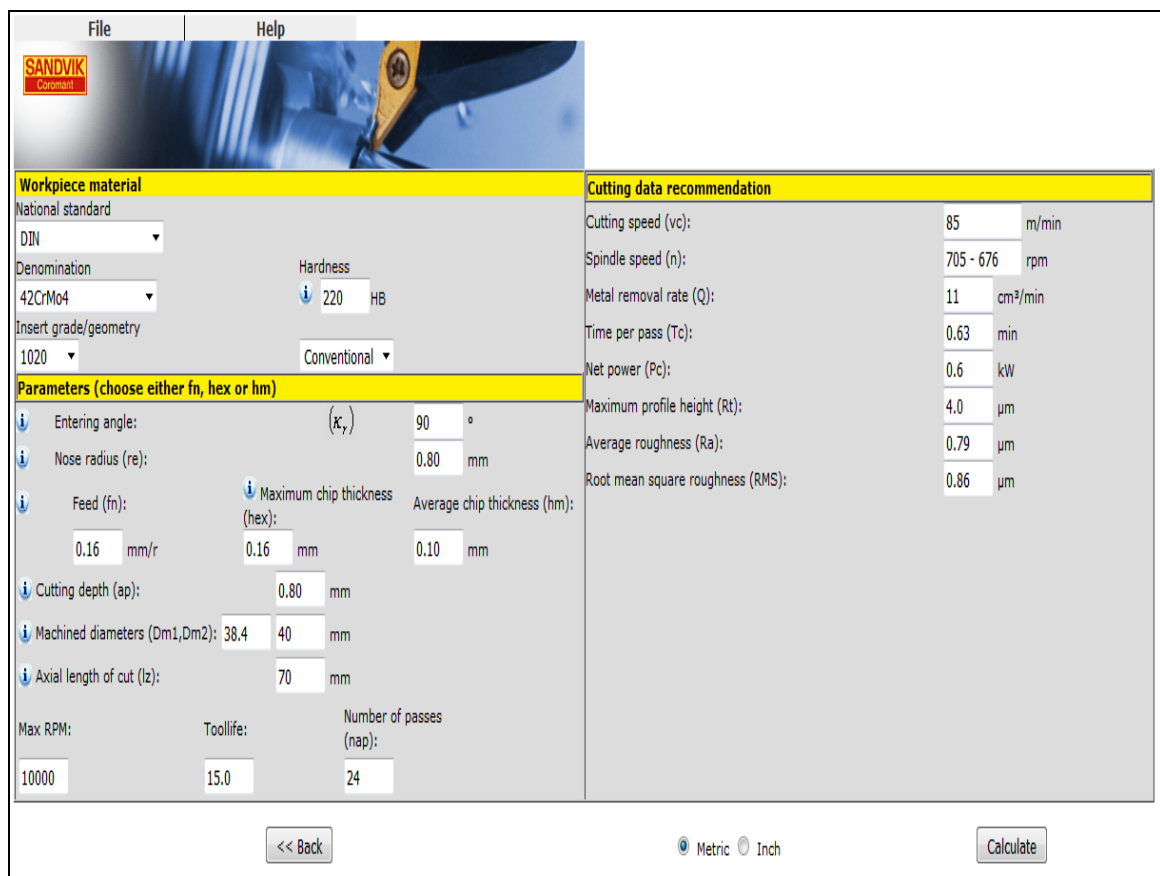 File Help
SANDVIK
Coromant
Workpiece material
National standard
DIN
Denomination Hardness
42CrMo4 220 HB
Insert grade/geometry
1020 Conventional
Parameters (choose either fn, hex or hm)
Entering angle: (κᵧ) 90 °
Nose radius (re): 0.80 mm
Feed (fn): Maximum chip thickness (hex): Average chip thickness (hm):
0.16 mm/r 0.16 mm 0.10 mm
Cutting depth (ap): 0.80 mm
Machined diameters (Dm1,Dm2): 38.4 40 mm
Axial length of cut (lz): 70 mm
Max RPM: Toollife: Number of passes (nap):
10000 15.0 24
Cutting data recommendation
Cutting speed (vc): 85 m/min
Spindle speed (n): 705 - 676 rpm
Metal removal rate (Q): 11 cm³/min
Time per pass (Tc): 0.63 min
Net power (Pc): 0.6 kW
Maximum profile height (Rt): 4.0 µm
Average roughness (Ra): 0.79 µm
Root mean square roughness (RMS): 0.86 µm
<< Back Metric Inch Calculate